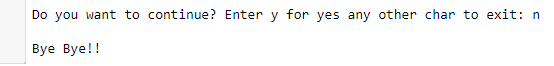 Do you want to continue? Enter y for yes any other char to exit: n
Bye Bye!!